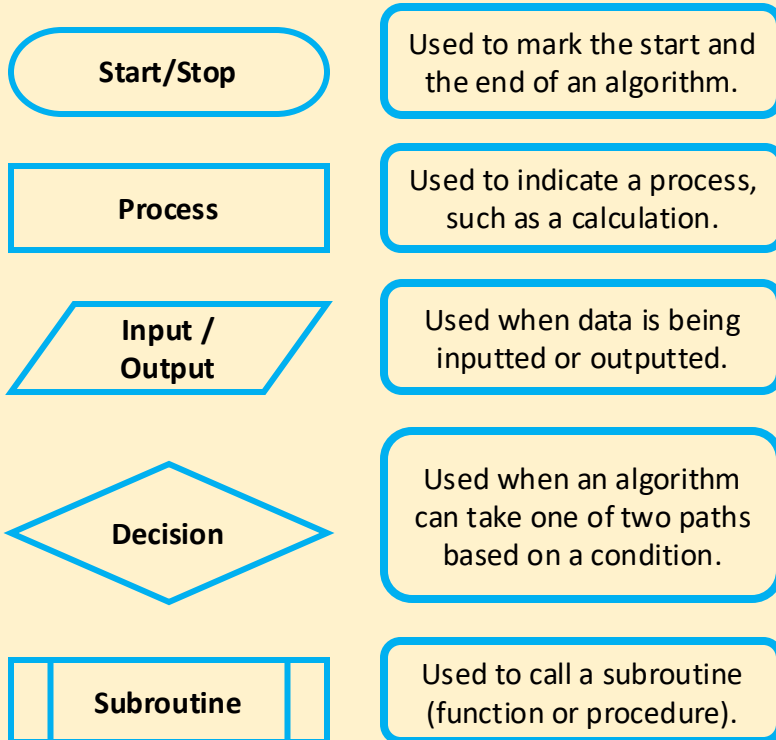 Start/Stop
Used to mark the start and
the end of an algorithm.
Process
Used to indicate a process,
such as a calculation.
Input /
Output
Used when data is being
inputted or outputted.
Decision
Used when an algorithm
can take one of two paths
based on a condition.
Subroutine
Used to call a subroutine
(function or procedure).